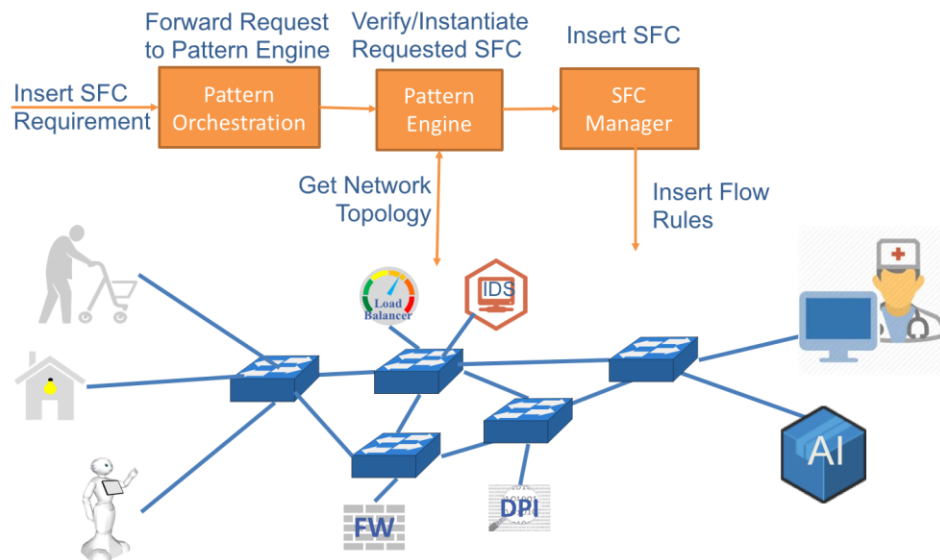 Forward Request
to Pattern Engine
Verify/Instantiate
Requested SFC
Insert SFC
Insert SFC
Requirement
Pattern
Orchestration
Pattern
Engine
SFC
Manager
Get Network
Topology
Insert Flow
Rules
Load
Balancer
IDS
AI
FW
DPI